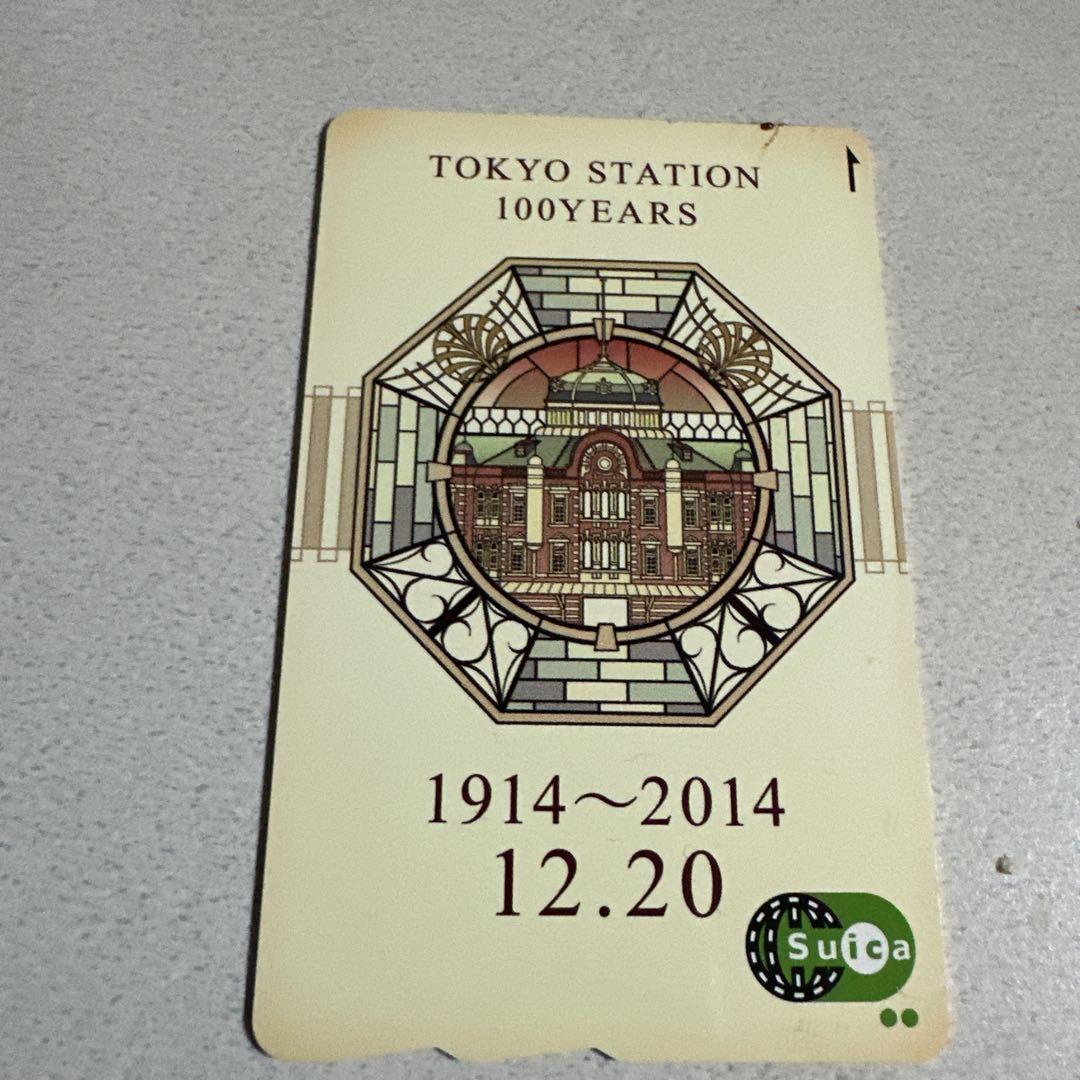 TOKYO STATION
100YEARS
1914〜2014
12.20
Suica